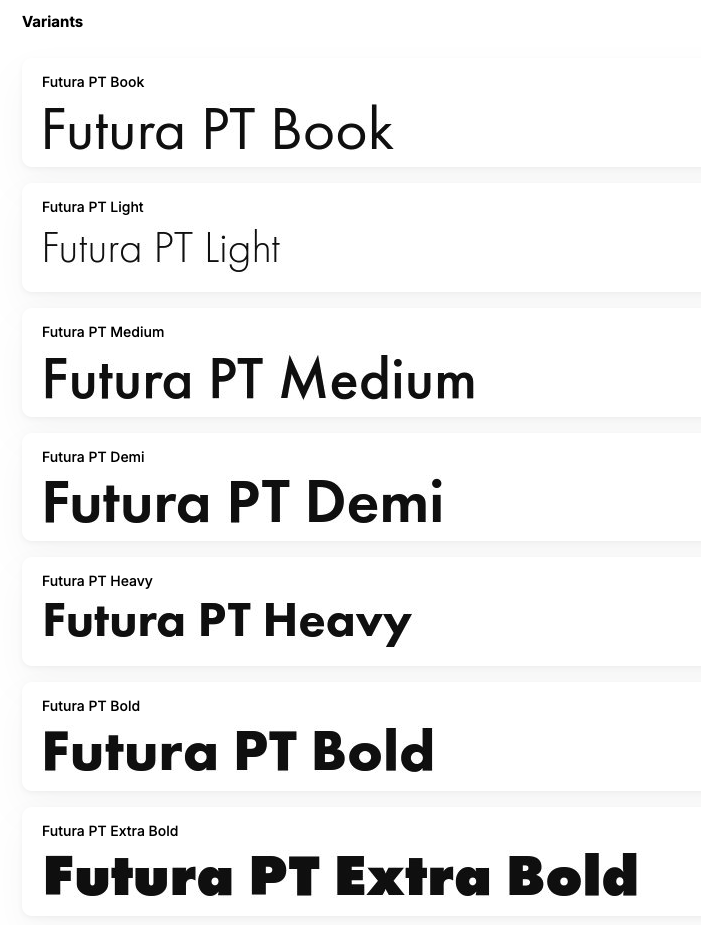 Variants
Futura PT Book
Futura PT Book
Futura PT Light
Futura PT Light
Futura PT Medium
Futura PT Medium
Futura PT Demi
Futura PT Demi
Futura PT Heavy
Futura PT Heavy
Futura PT Bold
Futura PT Bold
Futura PT Extra Bold
Futura PT Extra Bold